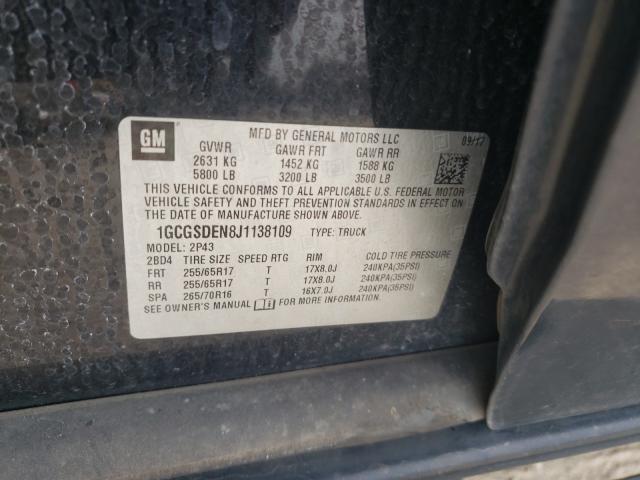 GM
MFD BY GENERAL MOTORS LLC
09/17
GVWR GAWR FRT GAWR RR
2631 KG 1452 KG 1588 KG
5800 LB 3200 LB 3500 LB
THIS VEHICLE CONFORMS TO ALL APPLICABLE U.S. FEDERAL MOTOR
VEHICLE SAFETY AND THEFT PREVENTION STANDARDS IN EFFECT ON
THE DATE OF MANUFACTURE SHOWN ABOVE.
1GCGSDEN8J1138109 TYPE: TRUCK
MODEL: 2P43
2BD4 TIRE SIZE SPEED RTG RIM COLD TIRE PRESSURE
FRT 255/65R17 T 17X8.0J 240KPA(35PSI)
RR 255/65R17 T 17X8.0J 240KPA(35PSI)
SPA 265/70R16 T 16X7.0J 240KPA(35PSI)
SEE OWNER'S MANUAL FOR MORE INFORMATION.